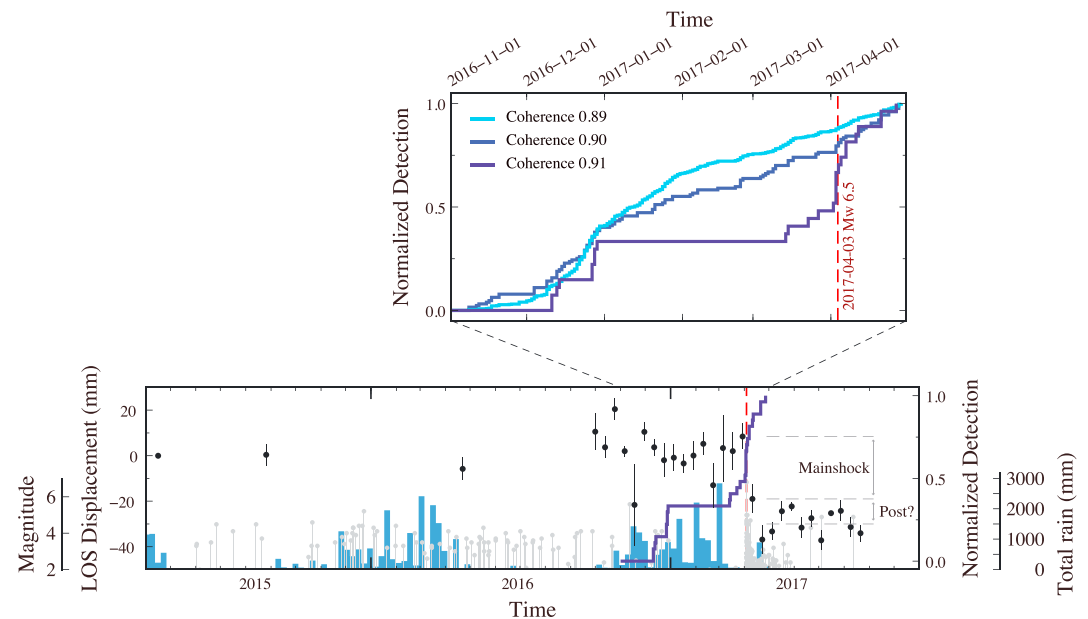 Time
2016-11-01
2016-12-01
2017-01-01
2017-02-01
2017-03-01
2017-04-01
Normalized Detection
1.0
0.5
0.0
Coherence 0.89
Coherence 0.90
Coherence 0.91
2017-04-03 Mw 6.5
Magnitude
6
4
2
LOS Displacement (mm)
20
0
−20
−40
Mainshock
Post?
1.0
0.5
0.0
Normalized Detection
3000
2000
1000
0
Total rain (mm)
2015
2016
2017
Time